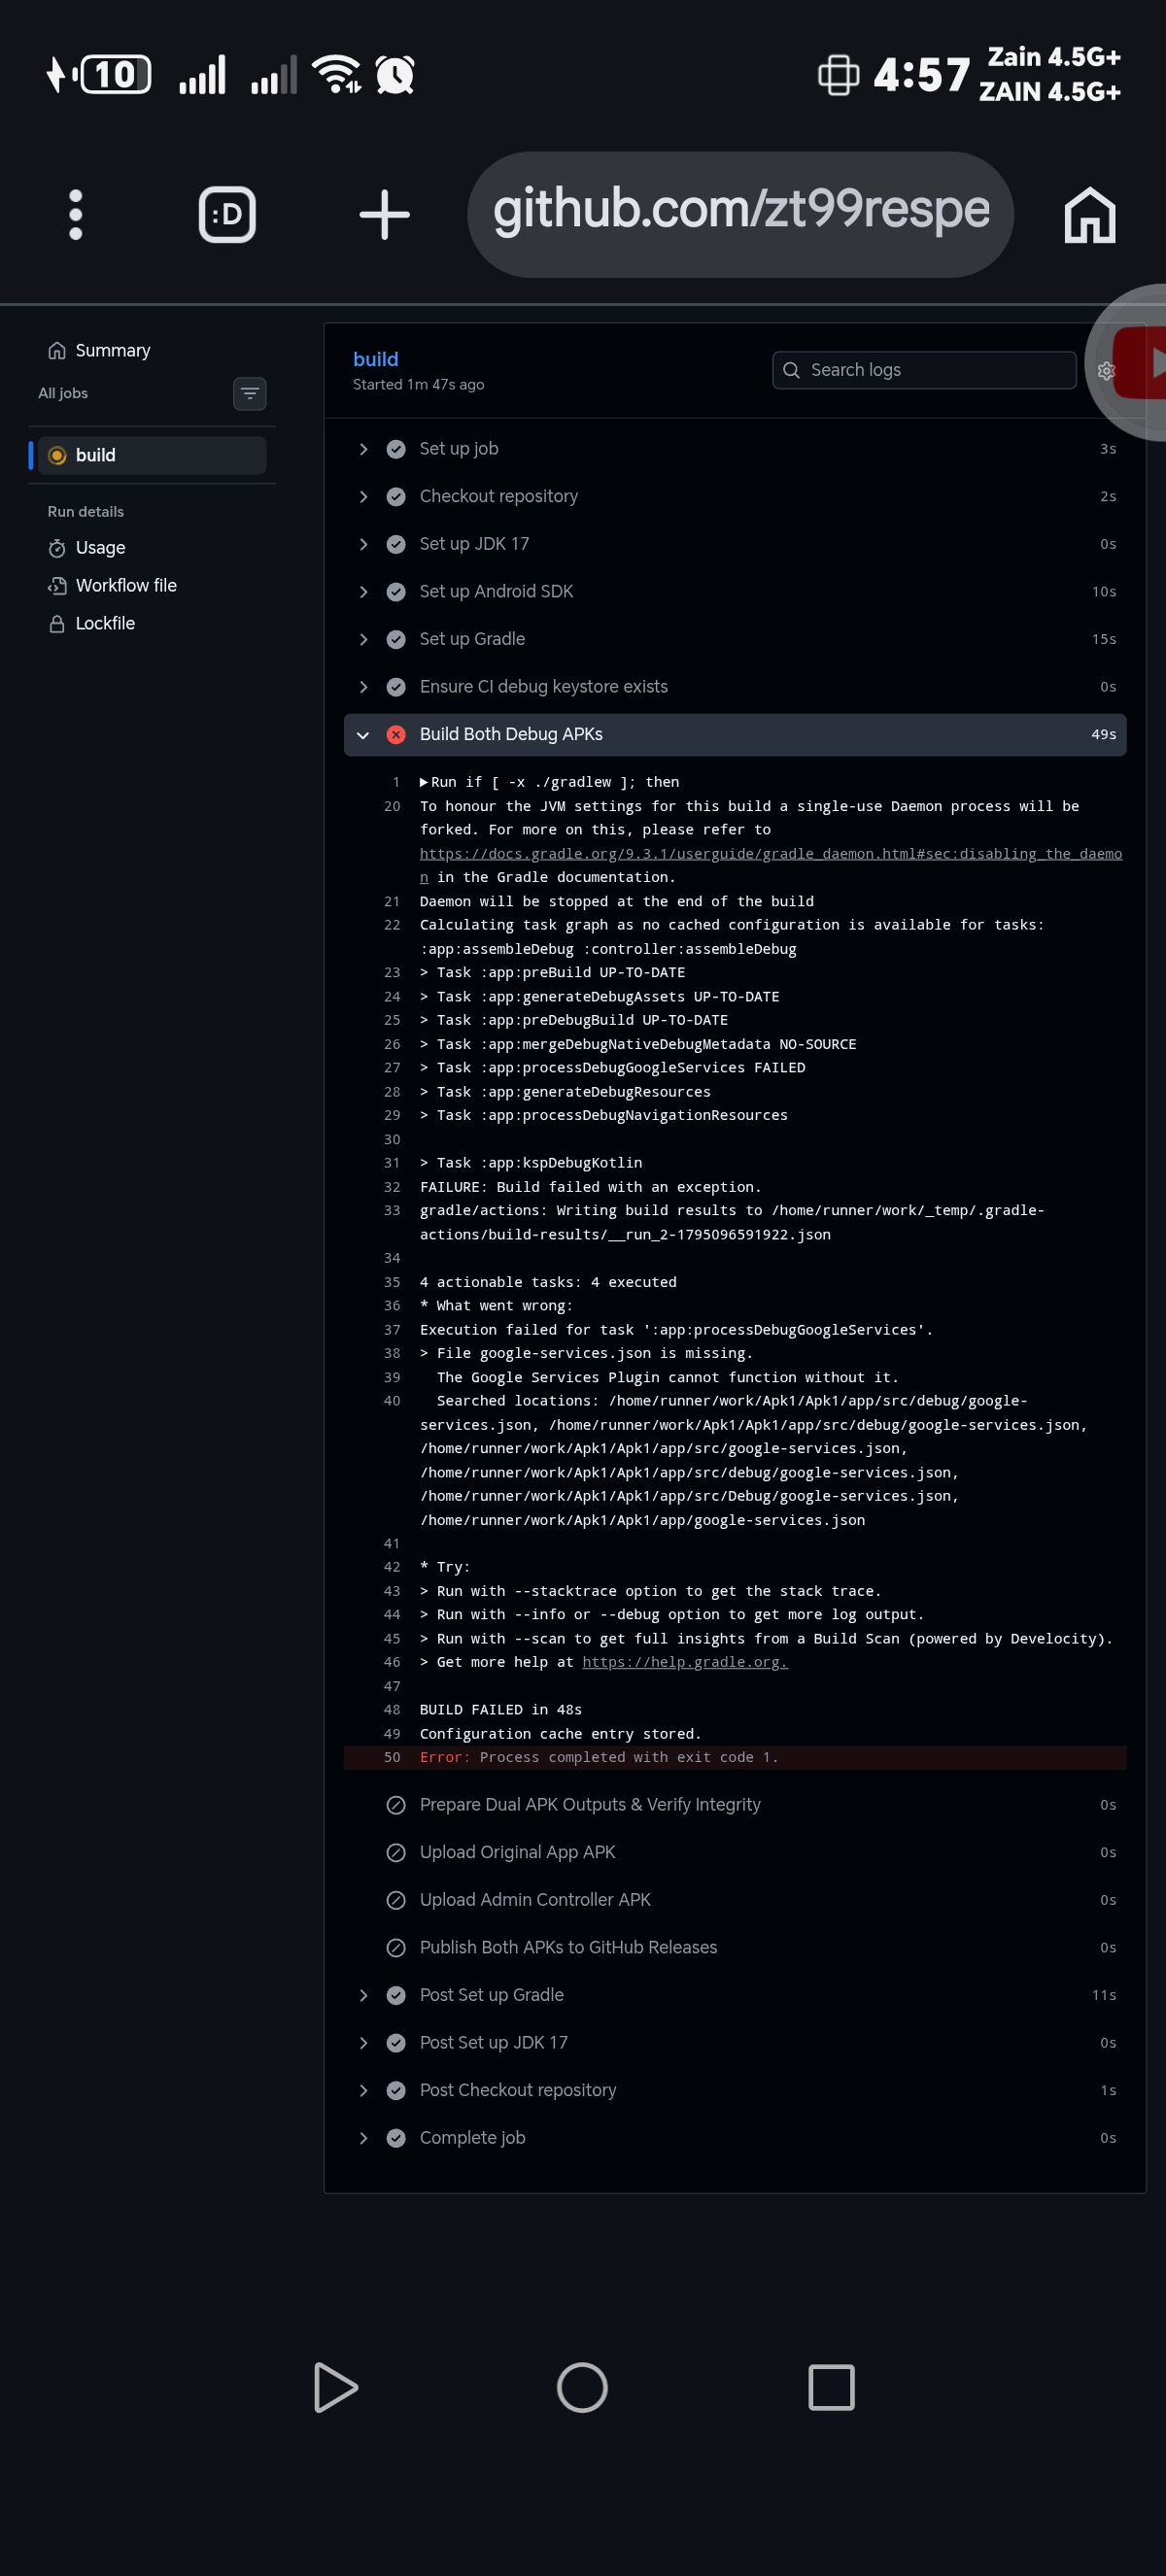 10
4:57
Zain 4.5G+
ZAIN 4.5G+
:D
github.com/zt99respe
Summary
All jobs
build
Run details
Usage
Workflow file
Lockfile
build
Started 1m 47s ago
Search logs
Set up job 3s
Checkout repository 2s
Set up JDK 17 0s
Set up Android SDK 10s
Set up Gradle 15s
Ensure CI debug keystore exists 0s
Build Both Debug APKs 49s
1 ▶Run if [ -x ./gradlew ]; then
20 To honour the JVM settings for this build a single-use Daemon process will be
forked. For more on this, please refer to
https://docs.gradle.org/9.3.1/userguide/gradle_daemon.html#sec:disabling_the_daemo
n in the Gradle documentation.
21 Daemon will be stopped at the end of the build
22 Calculating task graph as no cached configuration is available for tasks:
:app:assembleDebug :controller:assembleDebug
23 > Task :app:preBuild UP-TO-DATE
24 > Task :app:generateDebugAssets UP-TO-DATE
25 > Task :app:preDebugBuild UP-TO-DATE
26 > Task :app:mergeDebugNativeDebugMetadata NO-SOURCE
27 > Task :app:processDebugGoogleServices FAILED
28 > Task :app:generateDebugResources
29 > Task :app:processDebugNavigationResources
30
31 > Task :app:kspDebugKotlin
32 FAILURE: Build failed with an exception.
33 gradle/actions: Writing build results to /home/runner/work/_temp/.gradle-
actions/build-results/__run_2-1795096591922.json
34
35 4 actionable tasks: 4 executed
36 * What went wrong:
37 Execution failed for task ':app:processDebugGoogleServices'.
38 > File google-services.json is missing.
39 The Google Services Plugin cannot function without it.
40 Searched locations: /home/runner/work/Apk1/Apk1/app/src/debug/google-
services.json, /home/runner/work/Apk1/Apk1/app/src/debug/google-services.json,
/home/runner/work/Apk1/Apk1/app/src/google-services.json,
/home/runner/work/Apk1/Apk1/app/src/debug/google-services.json,
/home/runner/work/Apk1/Apk1/app/src/Debug/google-services.json,
/home/runner/work/Apk1/Apk1/app/google-services.json
41
42 * Try:
43 > Run with --stacktrace option to get the stack trace.
44 > Run with --info or --debug option to get more log output.
45 > Run with --scan to get full insights from a Build Scan (powered by Develocity).
46 > Get more help at https://help.gradle.org.
47
48 BUILD FAILED in 48s
49 Configuration cache entry stored.
50 Error: Process completed with exit code 1.
Prepare Dual APK Outputs & Verify Integrity 0s
Upload Original App APK 0s
Upload Admin Controller APK 0s
Publish Both APKs to GitHub Releases 0s
Post Set up Gradle 11s
Post Set up JDK 17 0s
Post Checkout repository 1s
Complete job 0s